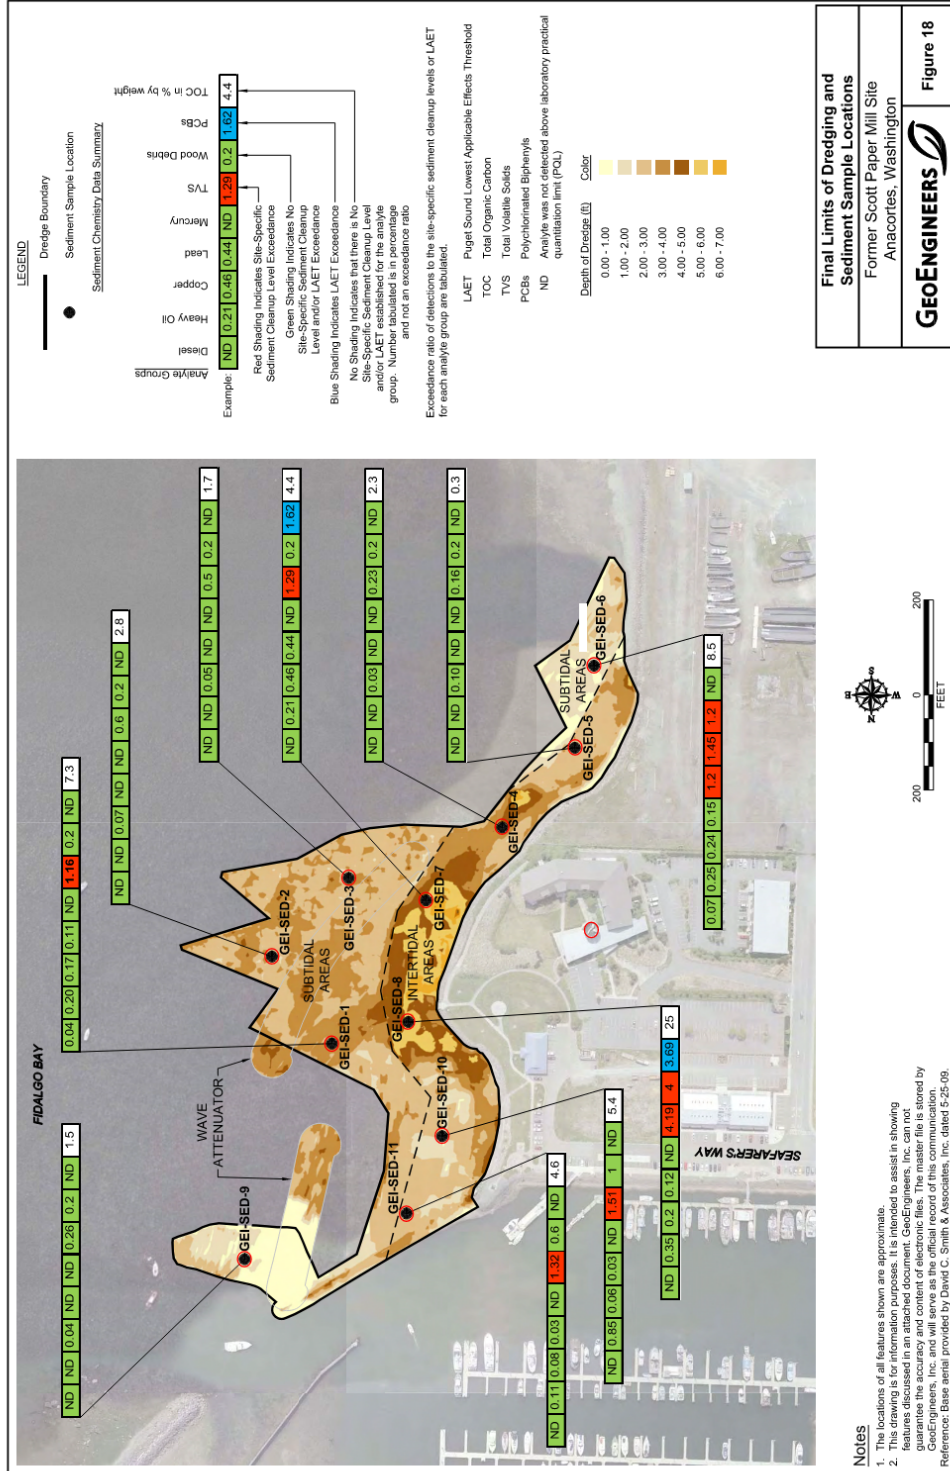 LEGEND
Dredge Boundary
Sediment Sample Location
Sediment Chemistry Data Summary
Analyte Groups
Diesel
Heavy Oil
Copper
Lead
Mercury
TVS
Wood Debris
PCBs
TOC in % by weight
Example: ND 0.21 0.46 0.44 ND 1.29 0.2 1.62 4.4
Red Shading Indicates Site-Specific
Sediment Cleanup Level Exceedance
Green Shading Indicates No
Site-Specific Sediment Cleanup
Level and/or LAET Exceedance
Blue Shading Indicates LAET Exceedance
No Shading Indicates that there is No
Site-Specific Sediment Cleanup Level
and/or LAET established for the analyte
group. Number tabulated is in percentage
and not an exceedance ratio
Exceedance ratio of detections to the site-specific sediment cleanup levels or LAET
for each analyte group are tabulated.
LAET Puget Sound Lowest Applicable Effects Threshold
TOC Total Organic Carbon
TVS Total Volatile Solids
PCBs Polychlorinated Biphenyls
ND Analyte was not detected above laboratory practical
quantitation limit (PQL)
Depth of Dredge (ft) Color
0.00 - 1.00
1.00 - 2.00
2.00 - 3.00
3.00 - 4.00
4.00 - 5.00
5.00 - 6.00
6.00 - 7.00
Final Limits of Dredging and
Sediment Sample Locations
Former Scott Paper Mill Site
Anacortes, Washington
GEOENGINEERS
Figure 18
FIDALGO BAY
ND ND 0.04 ND ND 0.26 0.2 ND 1.5
0.04 0.20 0.17 0.11 ND 1.16 0.2 ND 7.3
ND ND 0.07 ND ND 0.6 0.2 ND 2.8
ND ND 0.05 ND ND 0.5 0.2 ND 1.7
ND 0.21 0.46 0.44 ND 1.29 0.2 1.62 4.4
ND ND 0.03 ND ND 0.23 0.2 ND 2.3
ND ND 0.10 ND ND 0.16 0.2 ND 0.3
WAVE
ATTENUATOR
GEI-SED-9
GEI-SED-1
GEI-SED-2
SUBTIDAL
AREAS
GEI-SED-3
GEI-SED-11
GEI-SED-10
GEI-SED-8
INTERTIDAL
AREAS
GEI-SED-7
GEI-SED-4
GEI-SED-5
SUBTIDAL
AREAS
GEI-SED-6
ND 0.11 0.08 0.03 ND 1.32 0.6 ND 4.6
ND 0.85 0.06 0.03 ND 1.51 1 ND 5.4
ND 0.35 0.2 0.12 ND 4.19 4 3.69 25
0.07 0.25 0.24 0.15 1.2 1.45 1.2 ND 8.5
SEAFARER'S WAY
N
E
S
W
200 0 200
FEET
Notes
1. The locations of all features shown are approximate.
2. This drawing is for information purposes. It is intended to assist in showing
features discussed in an attached document. GeoEngineers, Inc. can not
guarantee the accuracy and content of electronic files. The master file is stored by
GeoEngineers, Inc. and will serve as the official record of this communication.
Reference: Base aerial provided by David C. Smith & Associates, Inc. dated 5-25-09.